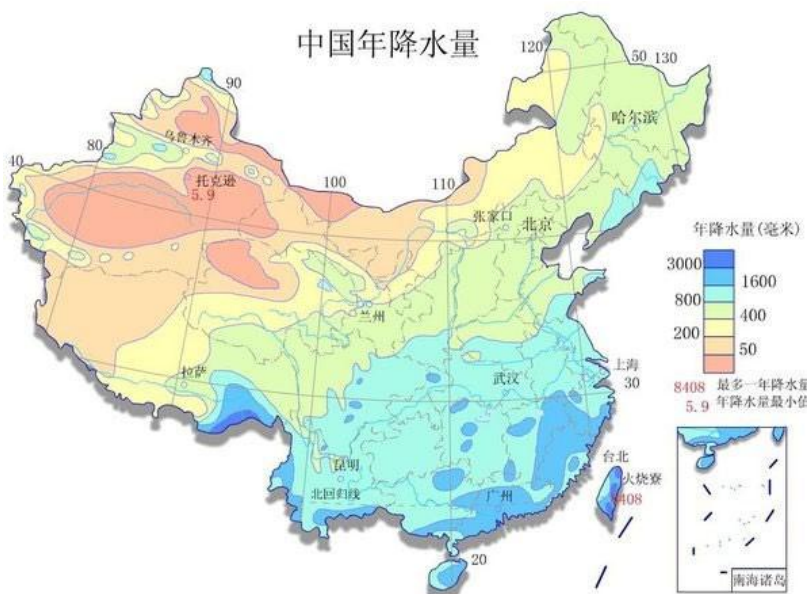 中国年降水量
120
50
130
90
哈尔滨
乌鲁木齐
80
40
托克逊
5.9
100
110
张家口
北京
年降水量(毫米)
3000
1600
800
400
200
50
兰州
拉萨
武汉
上海
30
8408 最多一年降水量
5.9 年降水量最小值
昆明
台北
火烧寮
8408
北回归线
广州
20
南海诸岛